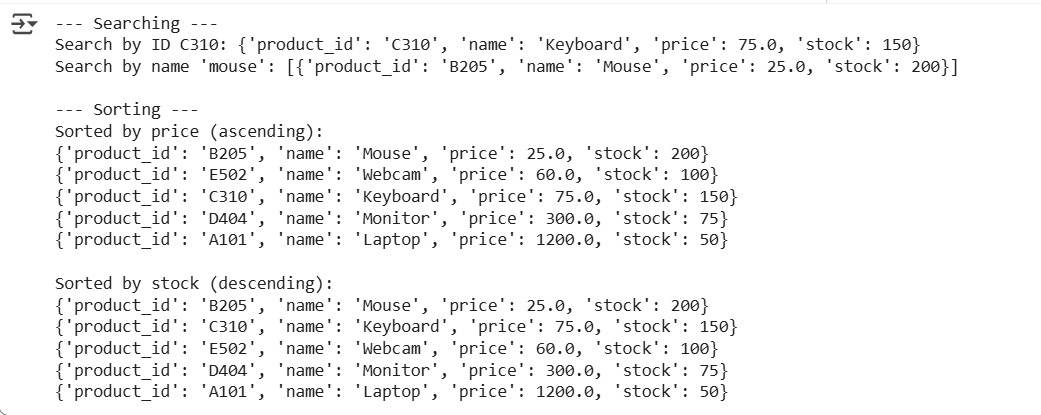 --- Searching ---
Search by ID C310: {'product_id': 'C310', 'name': 'Keyboard', 'price': 75.0, 'stock': 150}
Search by name 'mouse': [{'product_id': 'B205', 'name': 'Mouse', 'price': 25.0, 'stock': 200}]

--- Sorting ---
Sorted by price (ascending):
{'product_id': 'B205', 'name': 'Mouse', 'price': 25.0, 'stock': 200}
{'product_id': 'E502', 'name': 'Webcam', 'price': 60.0, 'stock': 100}
{'product_id': 'C310', 'name': 'Keyboard', 'price': 75.0, 'stock': 150}
{'product_id': 'D404', 'name': 'Monitor', 'price': 300.0, 'stock': 75}
{'product_id': 'A101', 'name': 'Laptop', 'price': 1200.0, 'stock': 50}

Sorted by stock (descending):
{'product_id': 'B205', 'name': 'Mouse', 'price': 25.0, 'stock': 200}
{'product_id': 'C310', 'name': 'Keyboard', 'price': 75.0, 'stock': 150}
{'product_id': 'E502', 'name': 'Webcam', 'price': 60.0, 'stock': 100}
{'product_id': 'D404', 'name': 'Monitor', 'price': 300.0, 'stock': 75}
{'product_id': 'A101', 'name': 'Laptop', 'price': 1200.0, 'stock': 50}